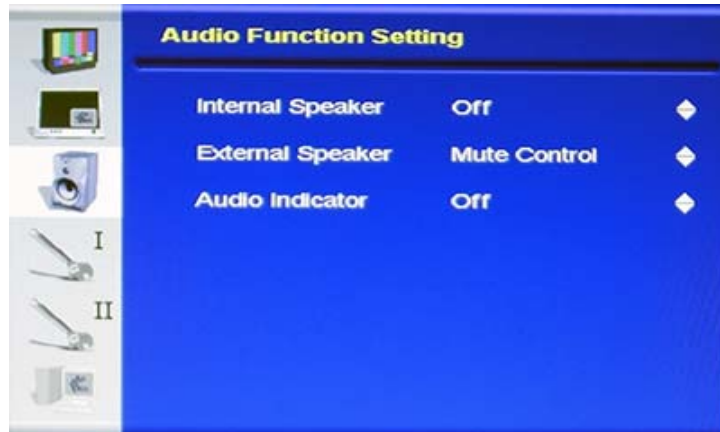 Audio Function Setting
Internal Speaker Off
External Speaker Mute Control
Audio Indicator Off
I
II